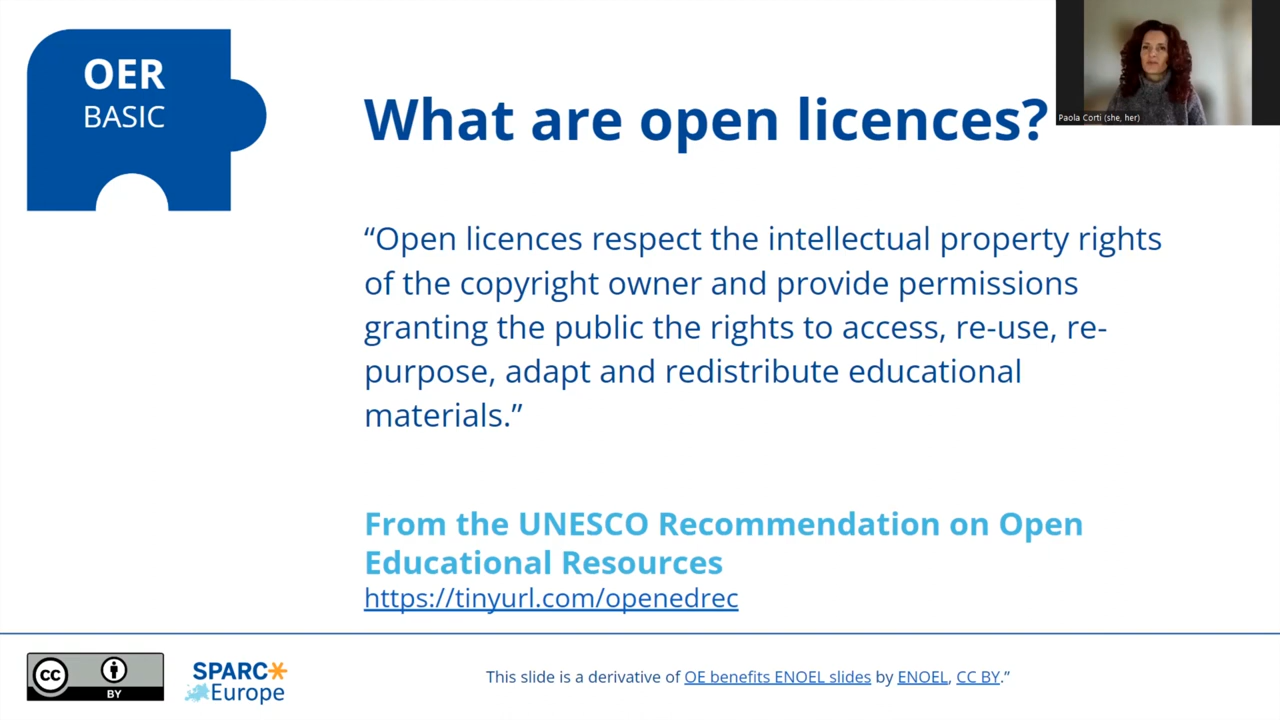 OER
BASIC
What are open licences?
Paola Corti (she, her)
“Open licences respect the intellectual property rights
of the copyright owner and provide permissions
granting the public the rights to access, re-use, re-
purpose, adapt and redistribute educational
materials.”
From the UNESCO Recommendation on Open
Educational Resources
https://tinyurl.com/openedrec
cc
BY
SPARC
Europe
This slide is a derivative of OE benefits ENOEL slides by ENOEL, CC BY.”